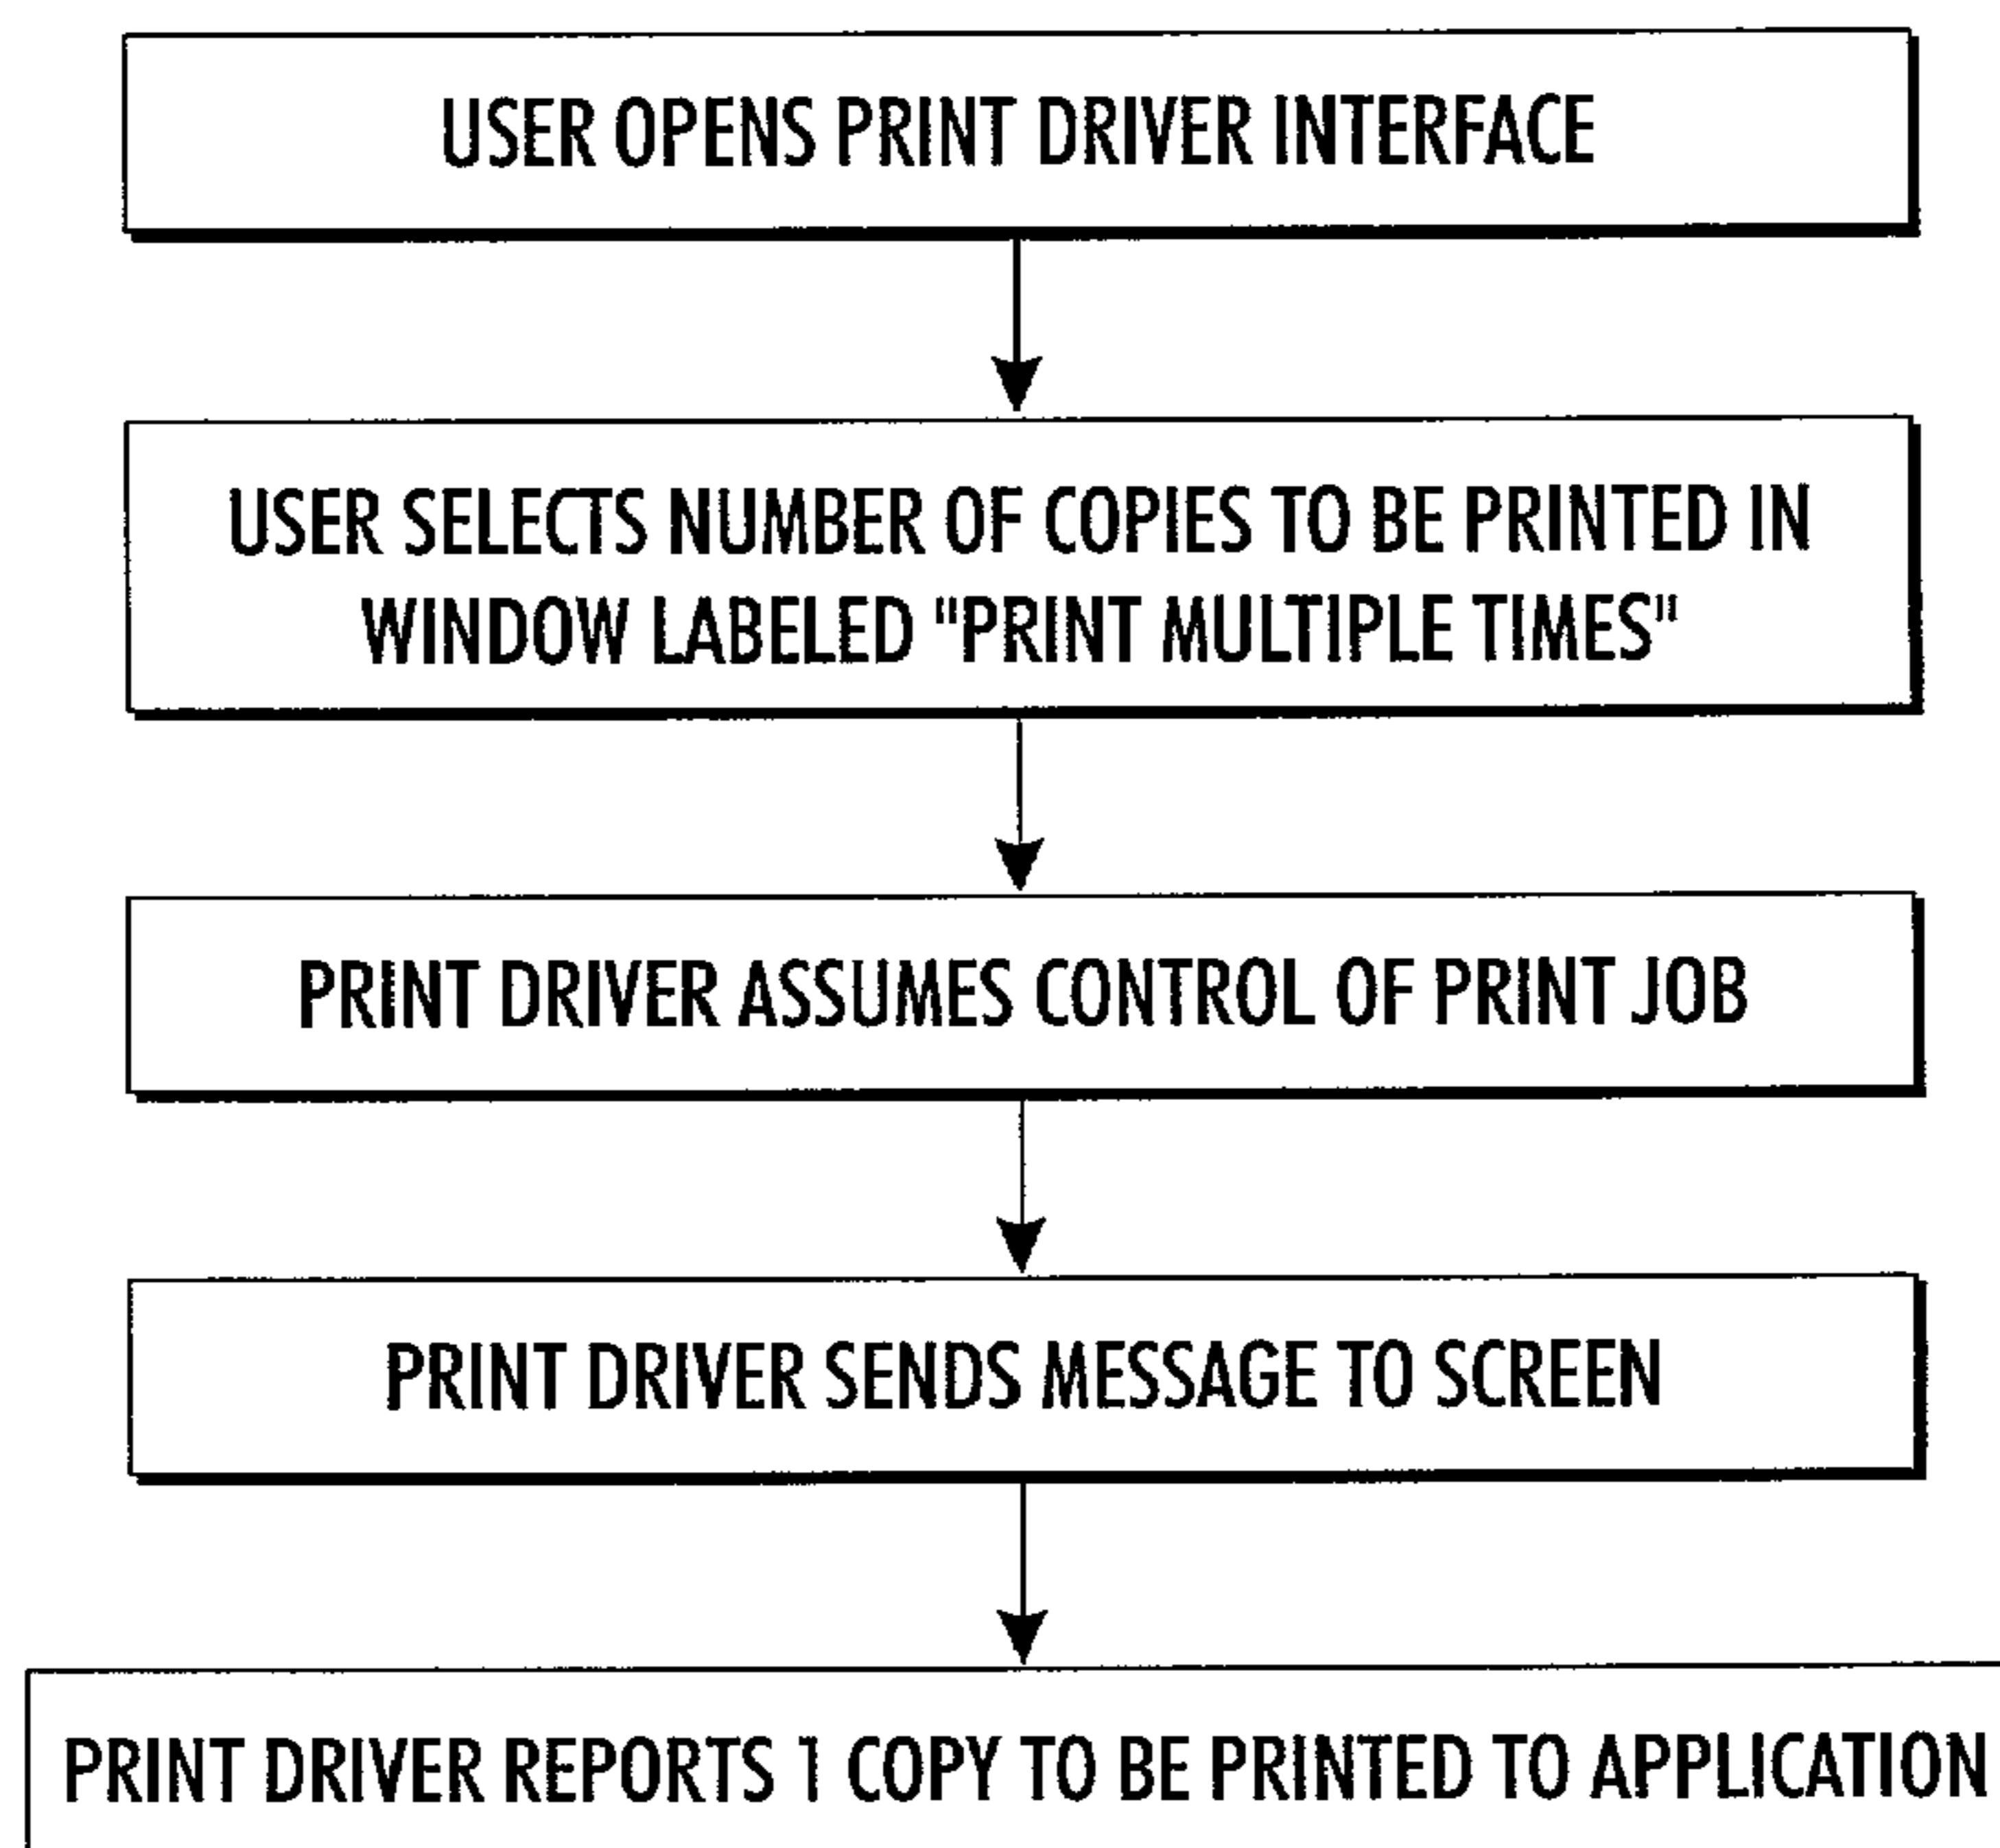 USER OPENS PRINT DRIVER INTERFACE
USER SELECTS NUMBER OF COPIES TO BE PRINTED IN
WINDOW LABELED "PRINT MULTIPLE TIMES"
PRINT DRIVER ASSUMES CONTROL OF PRINT JOB
PRINT DRIVER SENDS MESSAGE TO SCREEN
PRINT DRIVER REPORTS 1 COPY TO BE PRINTED TO APPLICATION